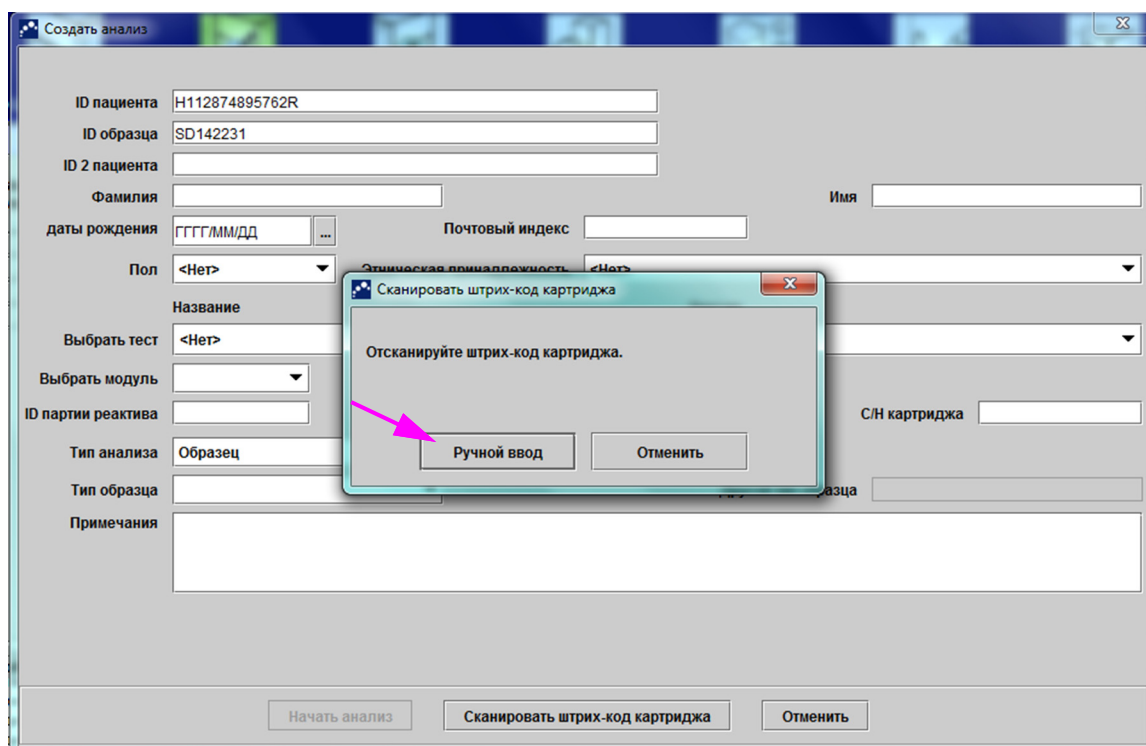 Создать анализ
ID пациента H112874895762R
ID образца SD142231
ID 2 пациента
Фамилия Имя
даты рождения ГГГГ/ММ/ДД ... Почтовый индекс
Пол <Нет> Этническая принадлежность <Нет>
Сканировать штрих-код картриджа
Название
Выбрать тест <Нет>
Отсканируйте штрих-код картриджа.
Выбрать модуль
ID партии реактива С/Н картриджа
Тип анализа Образец
Ручной ввод Отменить
Тип образца
Примечания
Начать анализ Сканировать штрих-код картриджа Отменить